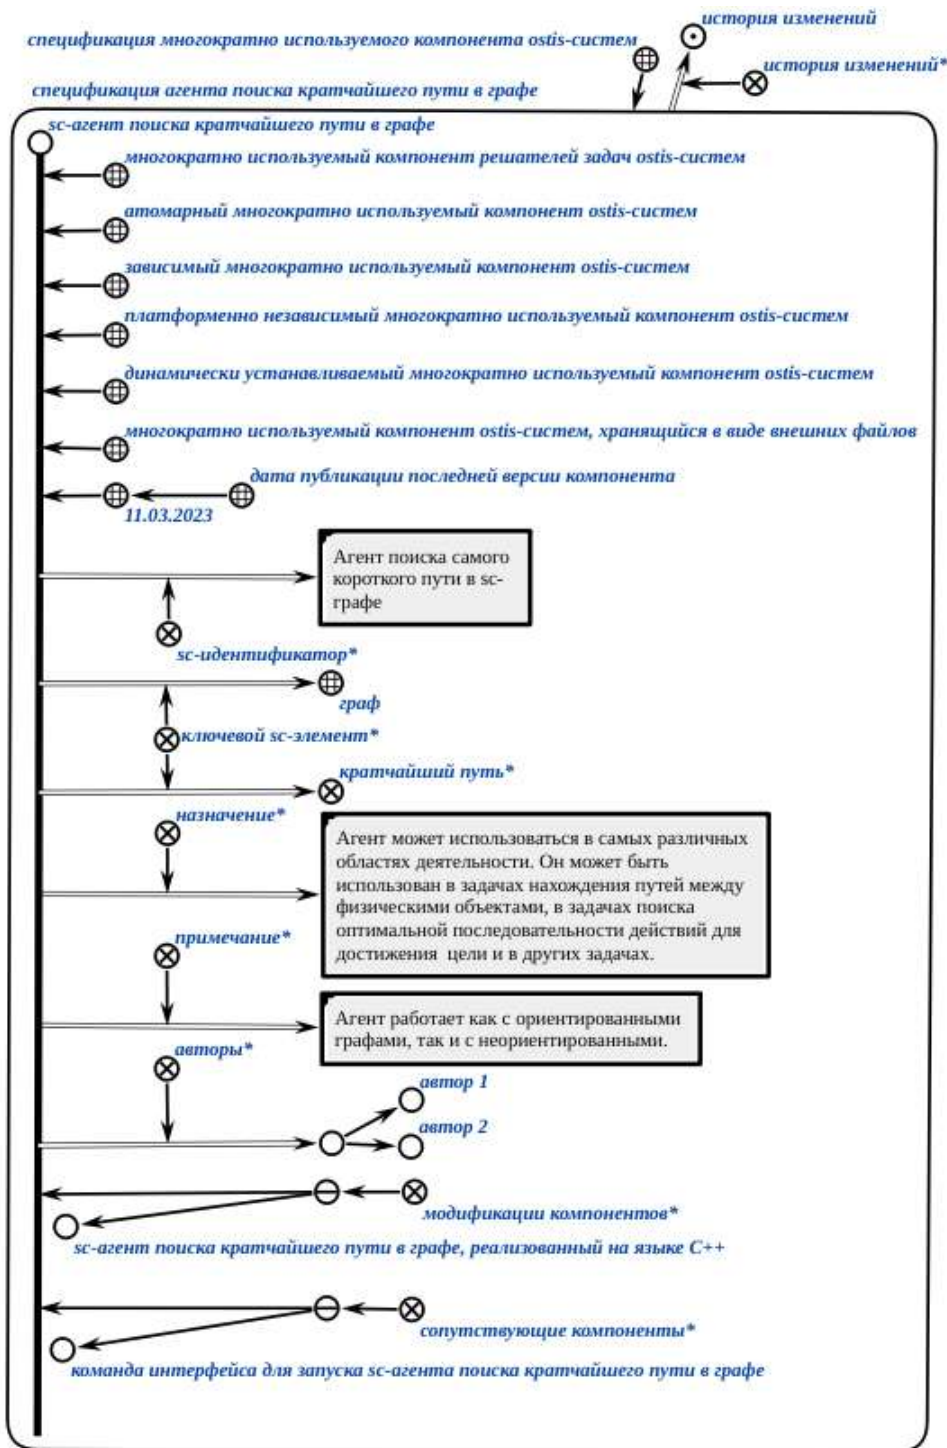 история изменений
спецификация многократно используемого компонента ostis-систем
история изменений*
спецификация агента поиска кратчайшего пути в графе
sc-агент поиска кратчайшего пути в графе
многократно используемый компонент решателей задач ostis-систем
атомарный многократно используемый компонент ostis-систем
зависимый многократно используемый компонент ostis-систем
платформенно независимый многократно используемый компонент ostis-систем
динамически устанавливаемый многократно используемый компонент ostis-систем
многократно используемый компонент ostis-систем, хранящийся в виде внешних файлов
дата публикации последней версии компонента
11.03.2023
Агент поиска самого
короткого пути в sc-
графе
sc-идентификатор*
граф
ключевой sc-элемент*
кратчайший путь*
назначение*
Агент может использоваться в самых различных
областях деятельности. Он может быть
использован в задачах нахождения путей между
физическими объектами, в задачах поиска
оптимальной последовательности действий для
достижения цели и в других задачах.
примечание*
Агент работает как с ориентированными
графами, так и с неориентированными.
авторы*
автор 1
автор 2
модификации компонентов*
sc-агент поиска кратчайшего пути в графе, реализованный на языке C++
сопутствующие компоненты*
команда интерфейса для запуска sc-агента поиска кратчайшего пути в графе